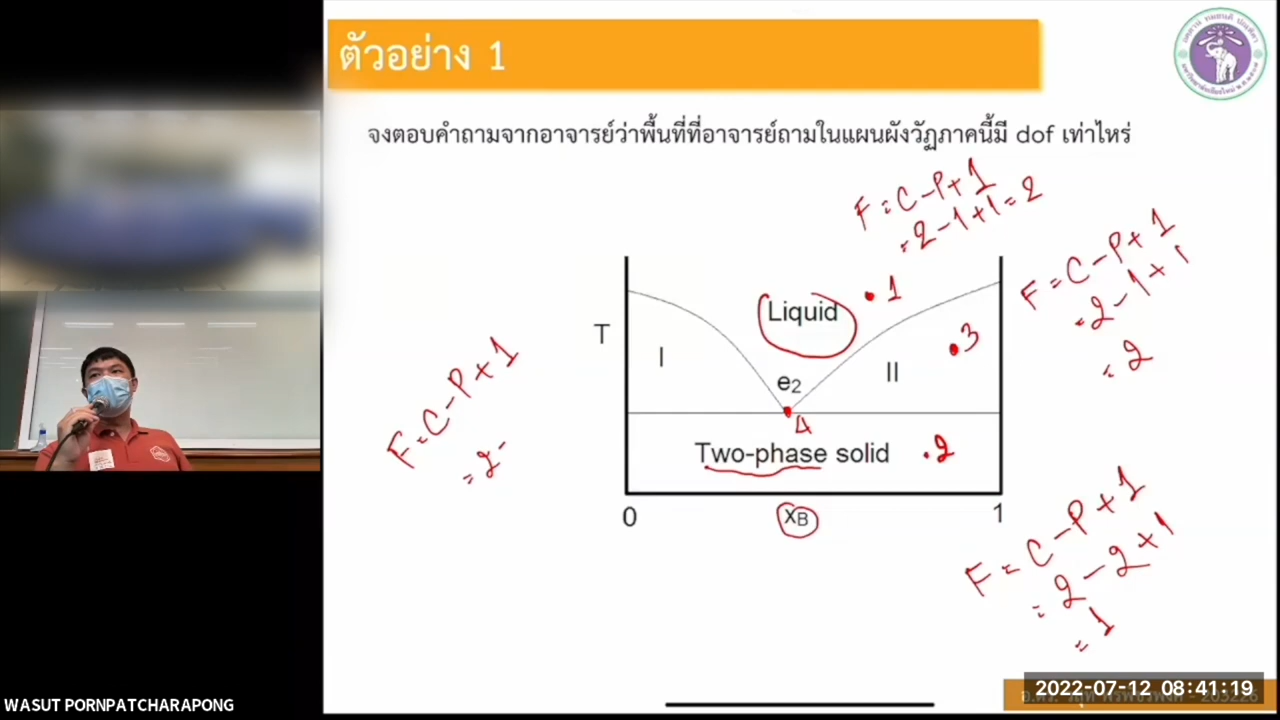 ตัวอย่าง 1
จงตอบคำถามจากอาจารย์ว่าพื้นที่ที่อาจารย์ถามในแผนผังวัฏภาคนี้มี dof เท่าไหร่
F = C - P + 1
= 2 - 1 + 1 = 2
F = C - P + 1
= 2 - 1 + 1
= 2
Liquid
1
T
I
3
II
e2
4
F = C - P + 1
= 2 -
Two-phase solid
2
0
xB
1
F = C - P + 1
= 2 - 2 + 1
= 1
2022-07-12 08:41:19
WASUT PORNPATCHARAPONG